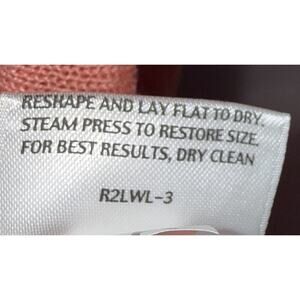 RESHAPE AND LAY FLAT TO DRY.
STEAM PRESS TO RESTORE SIZE.
FOR BEST RESULTS, DRY CLEAN
R2LWL-3